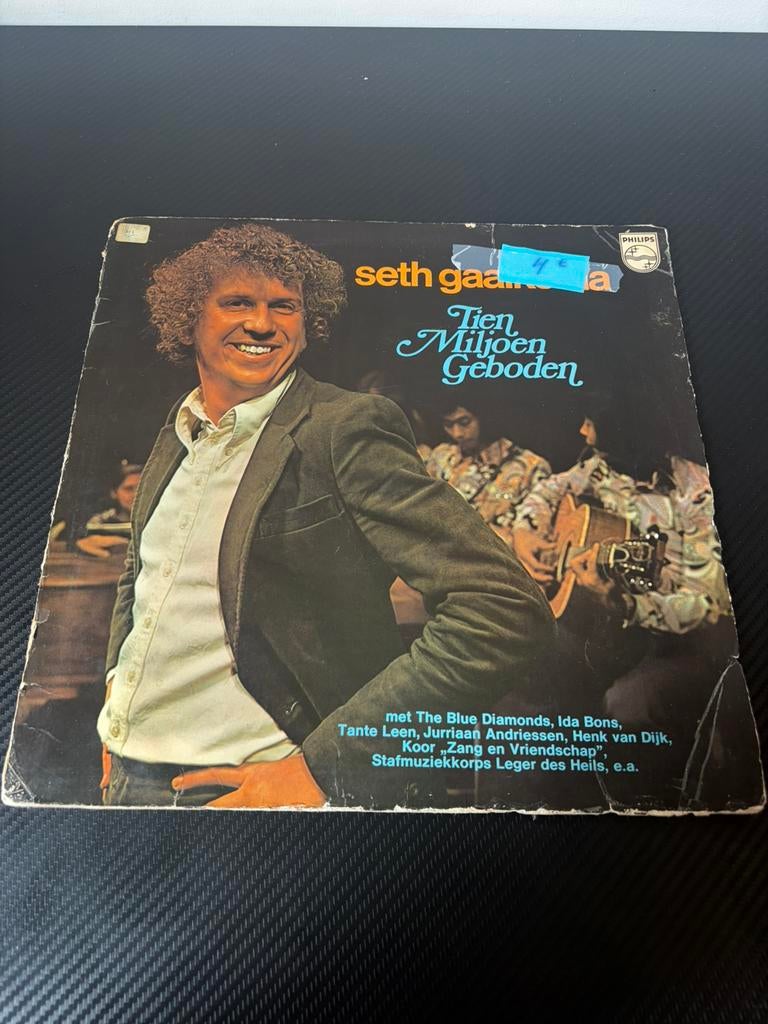 PHILIPS
seth gaa
a
4 €
Tien
Miljoen
Geboden
met The Blue Diamonds, Ida Bons,
Tante Leen, Jurriaan Andriessen, Henk van Dijk,
Koor „Zang en Vriendschap”,
Stafmuziekkorps Leger des Heils, e.a.